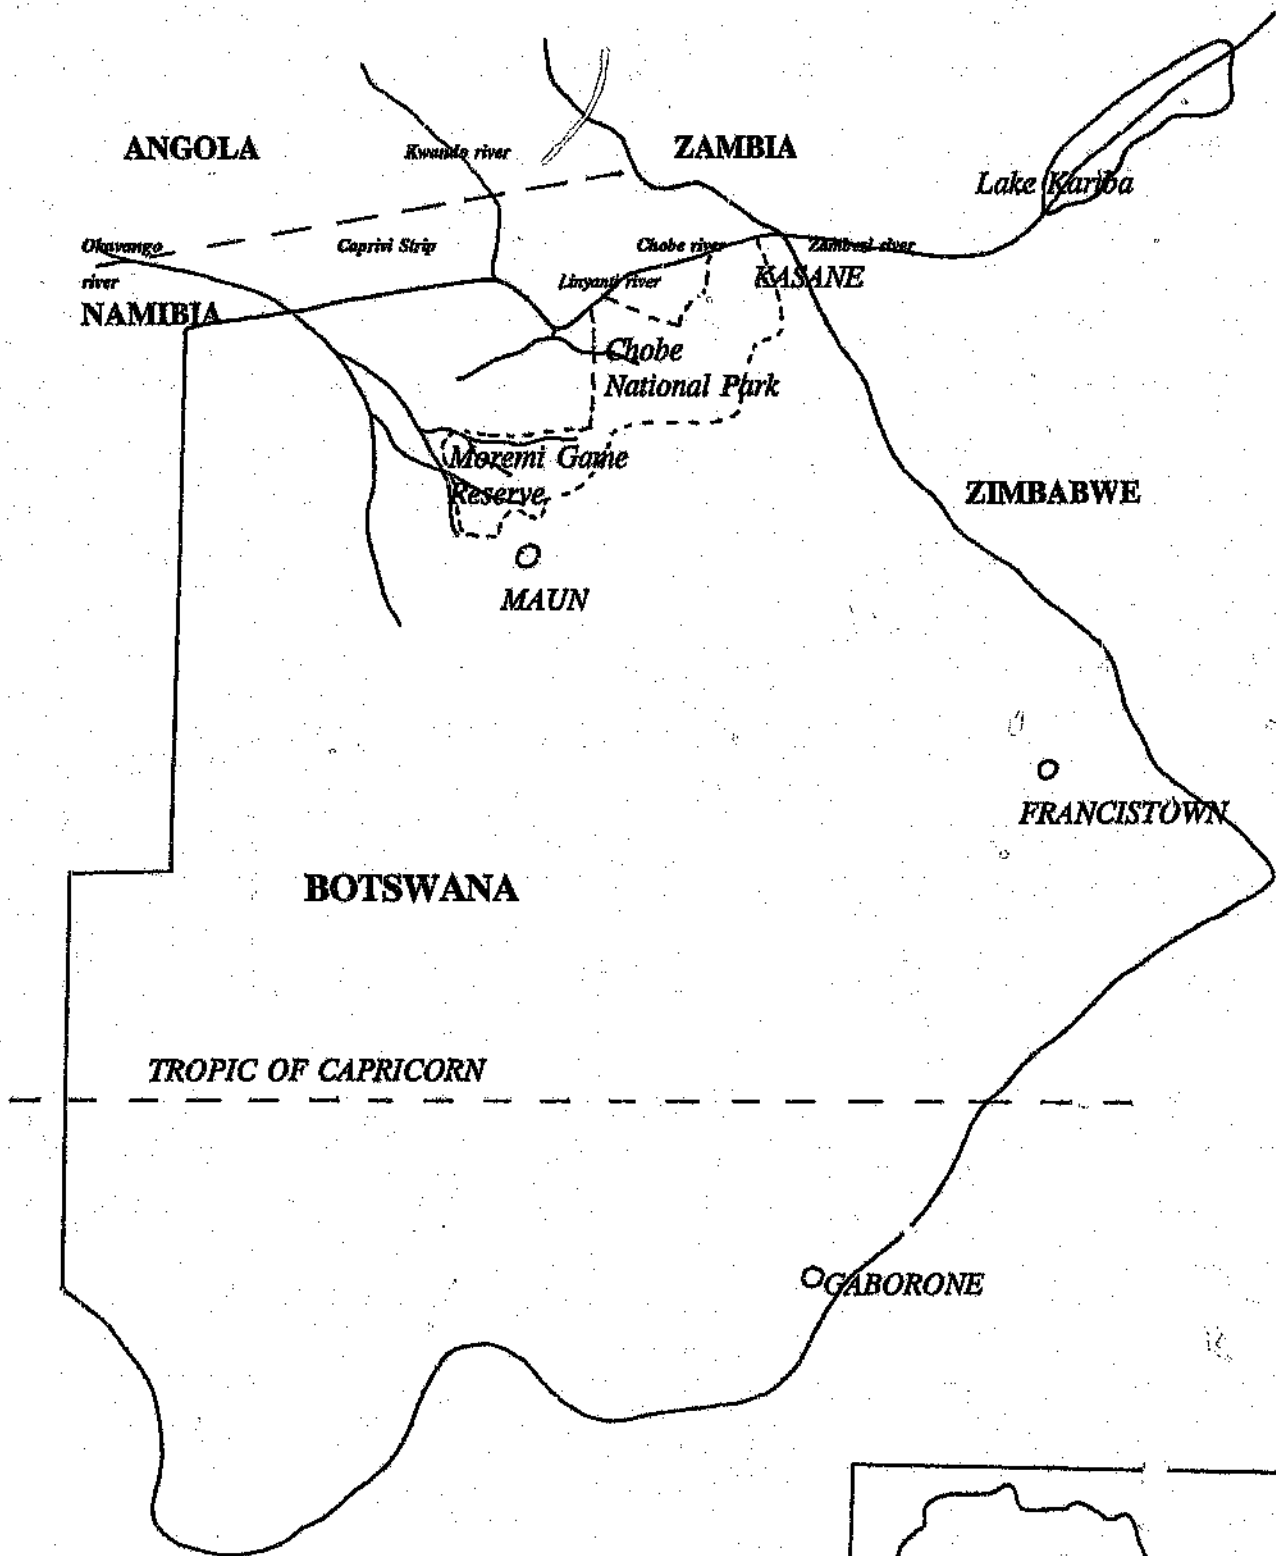 ANGOLA
Kwando river
ZAMBIA
Lake Kariba
Okavango
river
Caprivi Strip
Chobe river
Zambesi river
Linyanti river
KASANE
NAMIBIA
Chobe
National Park
Moremi Game
Reserve
ZIMBABWE
MAUN
FRANCISTOWN
BOTSWANA
TROPIC OF CAPRICORN
GABORONE